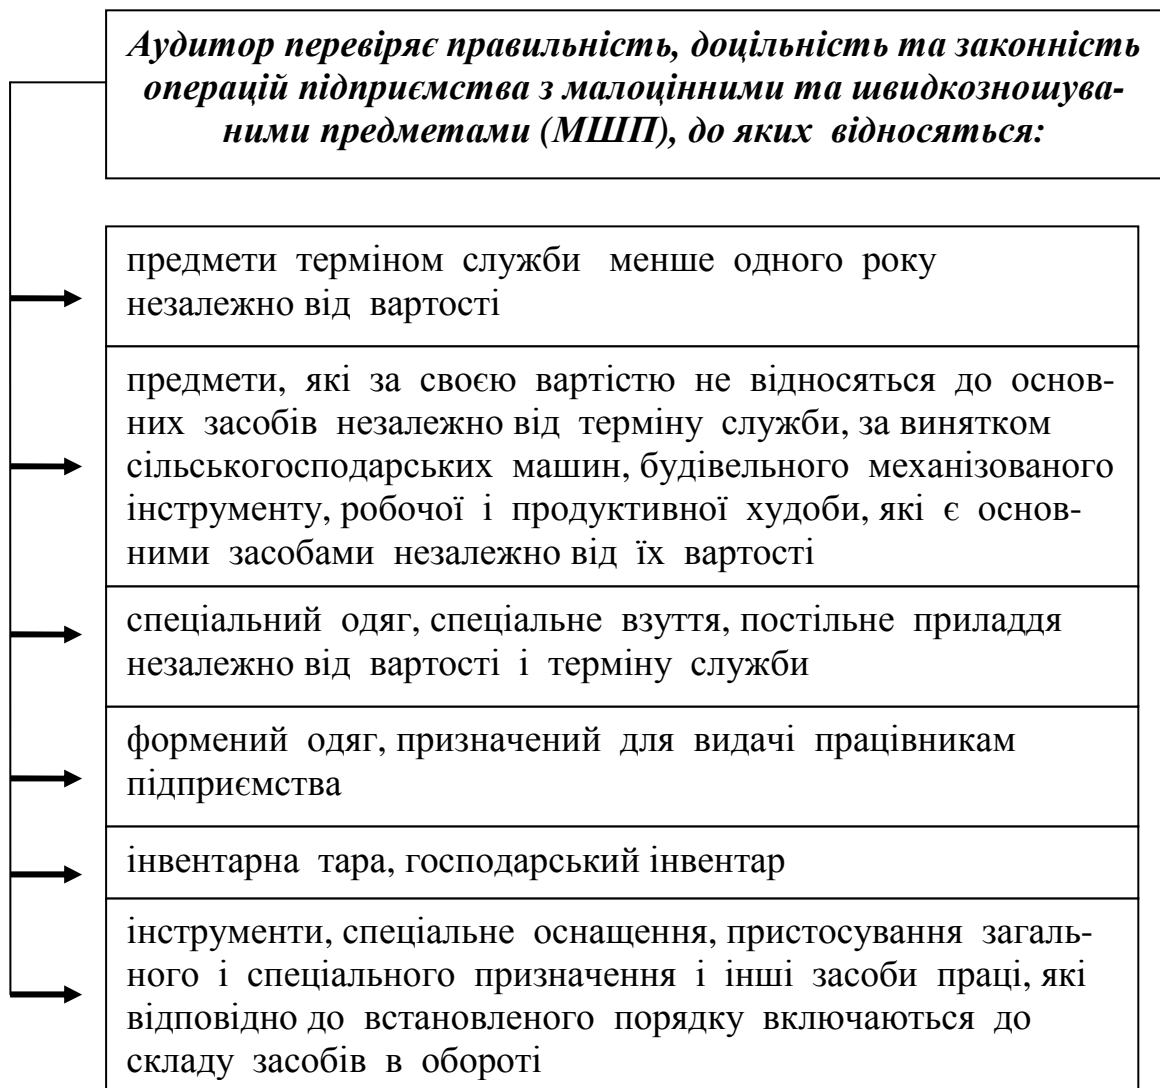 Аудитор перевіряє правильність, доцільність та законність
операцій підприємства з малоцінними та швидкозношува-
ними предметами (МШП), до яких відносяться:
предмети терміном служби менше одного року
незалежно від вартості
предмети, які за своєю вартістю не відносяться до основ-
них засобів незалежно від терміну служби, за винятком
сільськогосподарських машин, будівельного механізованого
інструменту, робочої і продуктивної худоби, які є основ-
ними засобами незалежно від їх вартості
спеціальний одяг, спеціальне взуття, постільне приладдя
незалежно від вартості і терміну служби
формений одяг, призначений для видачі працівникам
підприємства
інвентарна тара, господарський інвентар
інструменти, спеціальне оснащення, пристосування загаль-
ного і спеціального призначення і інші засоби праці, які
відповідно до встановленого порядку включаються до
складу засобів в обороті